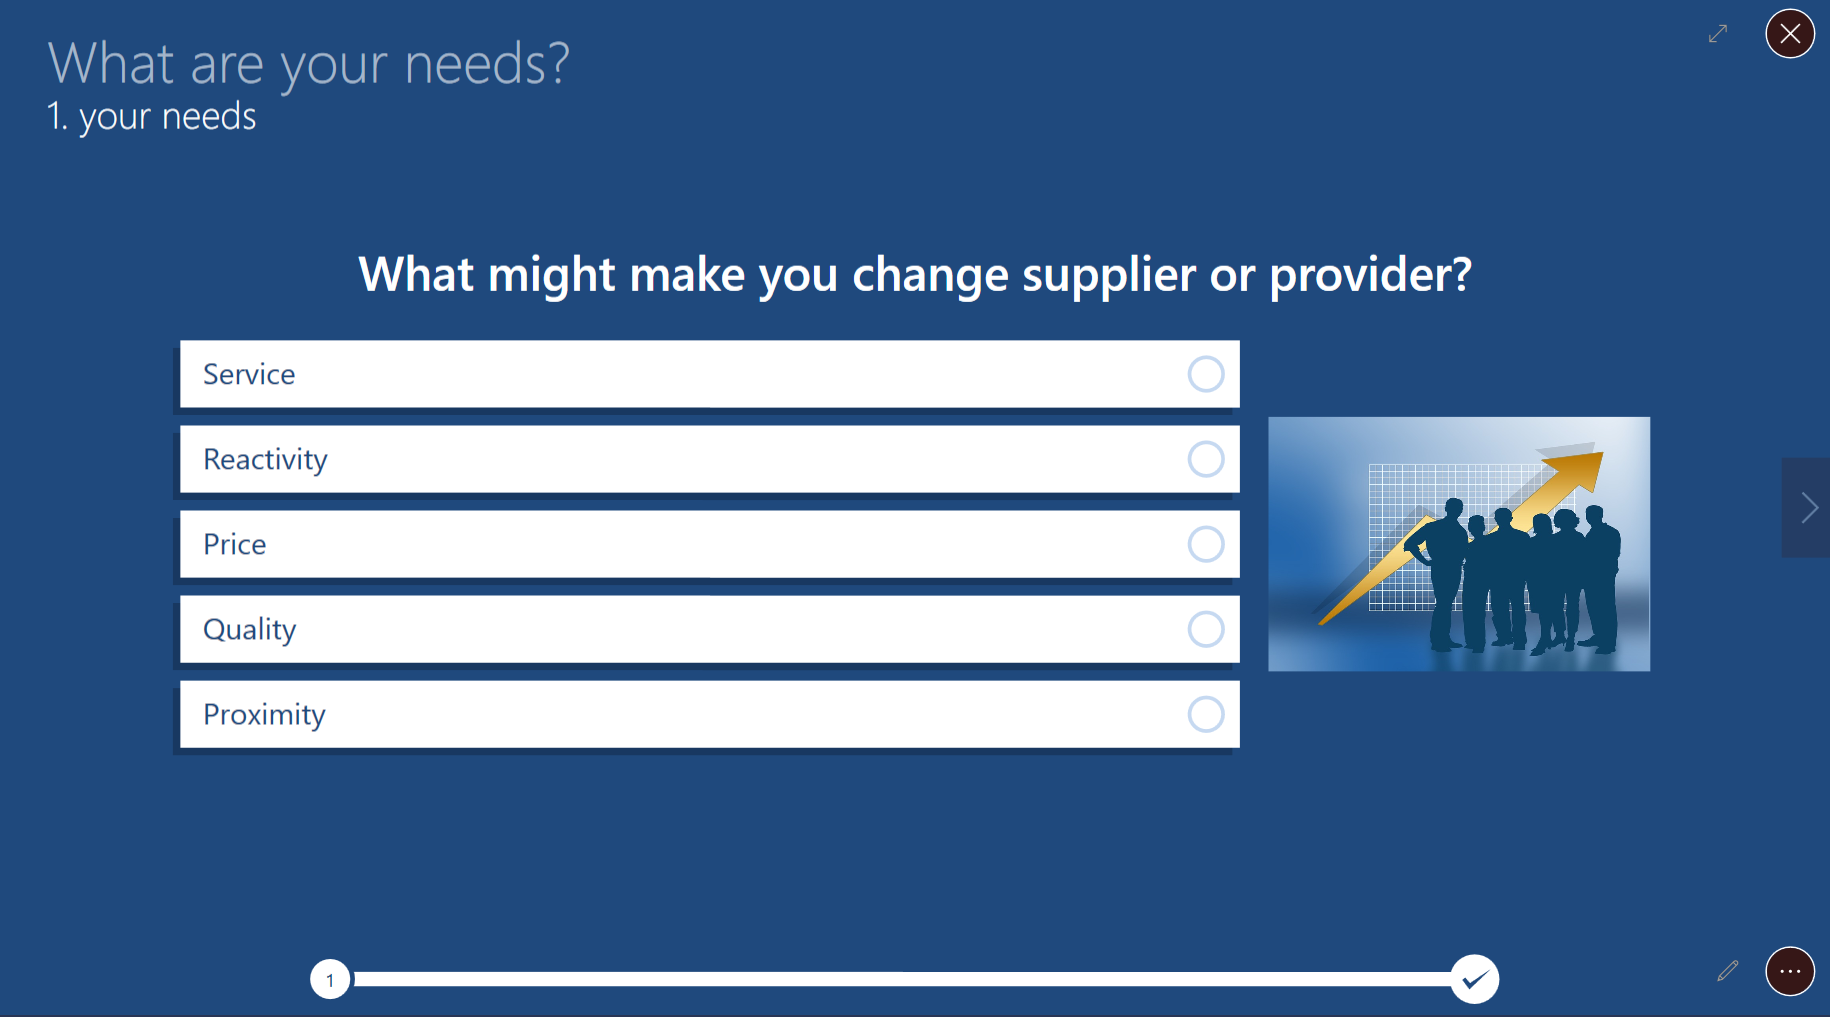 What are your needs?
1. your needs
What might make you change supplier or provider?
Service
Reactivity
Price
Quality
Proximity
1